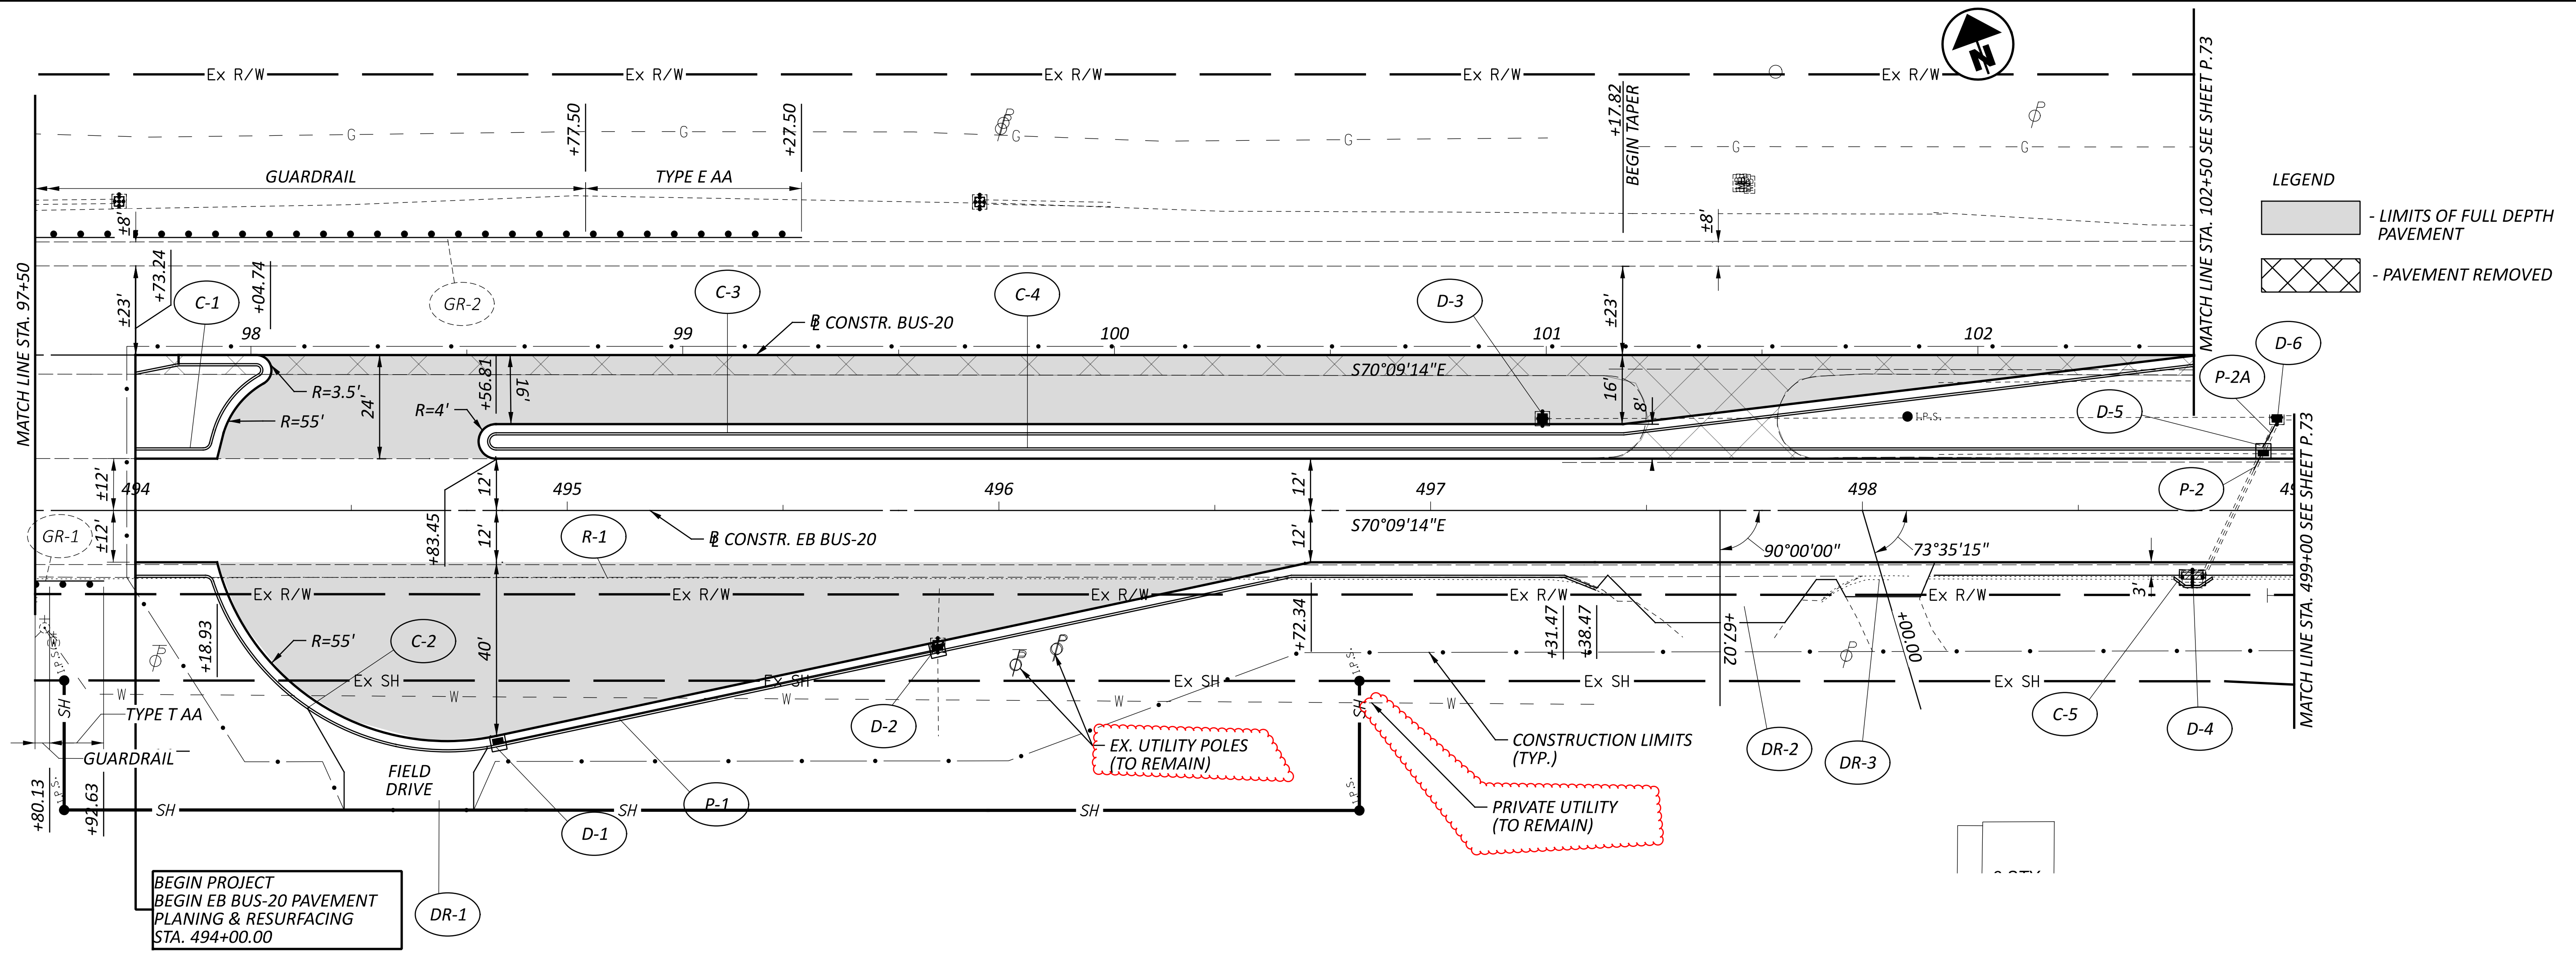 Ex R/W
Ex R/W
Ex R/W
Ex R/W
Ex R/W
N
MATCH LINE STA. 97+50
MATCH LINE STA. 102+50 SEE SHEET P.73
G
G
G
G
G
G
+77.50
+27.50
+17.82
BEGIN TAPER
GUARDRAIL
TYPE E AA
±8'
±8'
LEGEND
- LIMITS OF FULL DEPTH
PAVEMENT
- PAVEMENT REMOVED
±23'
+73.24
C-1
+04.74
GR-2
C-3
C-4
D-3
±23'
98
99
100
101
102
BL CONSTR. BUS-20
D-6
P-2A
D-5
P-2
R=3.5'
R=55'
24'
R=4'
+56.81
16'
S70°09'14"E
16'
8'
I.P.S.
±12'
±12'
494
495
496
497
498
49
12'
12'
12'
12'
+83.45
R-1
BL CONSTR. EB BUS-20
S70°09'14"E
90°00'00"
73°35'15"
3'
MATCH LINE STA. 499+00 SEE SHEET P.73
GR-1
Ex R/W
Ex R/W
Ex R/W
Ex R/W
Ex R/W
+18.93
R=55'
C-2
40'
+72.34
+31.47
+38.47
+67.02
+00.00
I.P.S.
I.P.S.
Ex SH
Ex SH
Ex SH
Ex SH
Ex SH
W
W
W
W
W
SH
SH
TYPE T AA
GUARDRAIL
D-2
EX. UTILITY POLES
(TO REMAIN)
CONSTRUCTION LIMITS
(TYP.)
DR-2
DR-3
C-5
D-4
FIELD
DRIVE
+80.13
I.P.S.
+92.63
SH
SH
SH
I.P.S.
P-1
D-1
PRIVATE UTILITY
(TO REMAIN)
BEGIN PROJECT
BEGIN EB BUS-20 PAVEMENT
PLANING & RESURFACING
STA. 494+00.00
DR-1